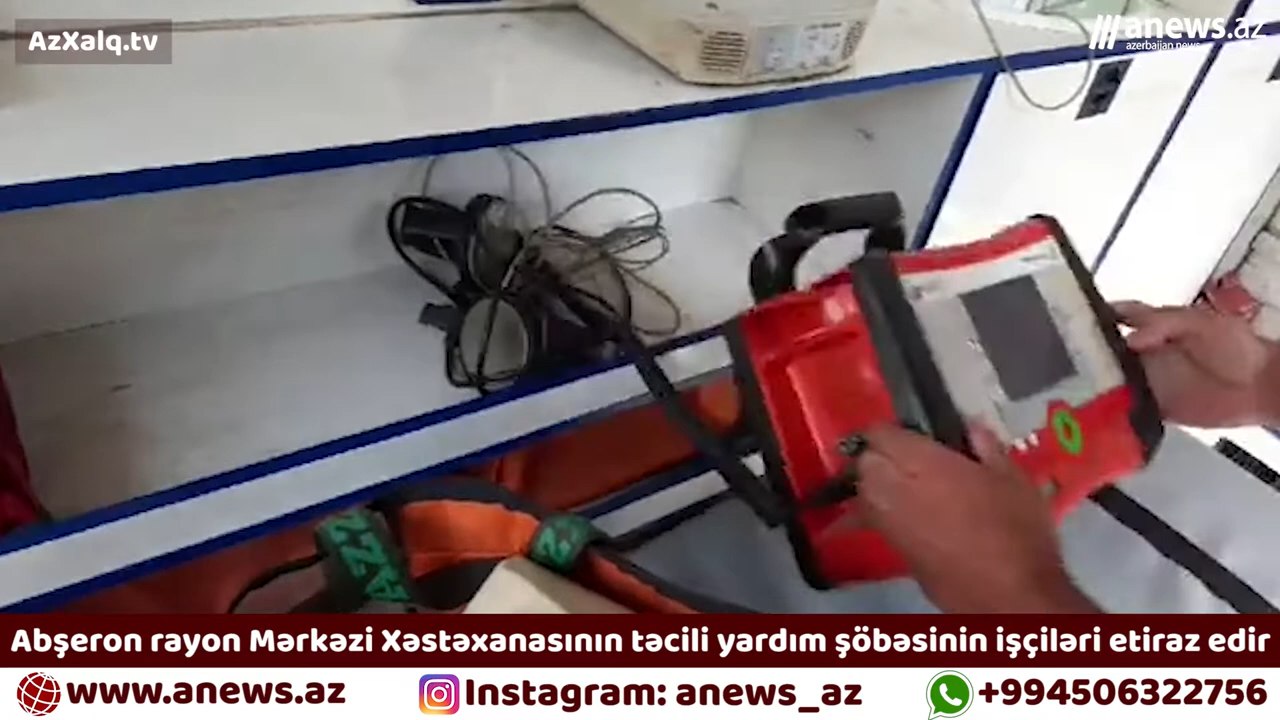 AzXalq.tv
anews.az
azerbaijan news
Abşeron rayon Mərkəzi Xəstəxanasının təcili yardım şöbəsinin işçiləri etiraz edir
www.anews.az
Instagram: anews_az
+994506322756